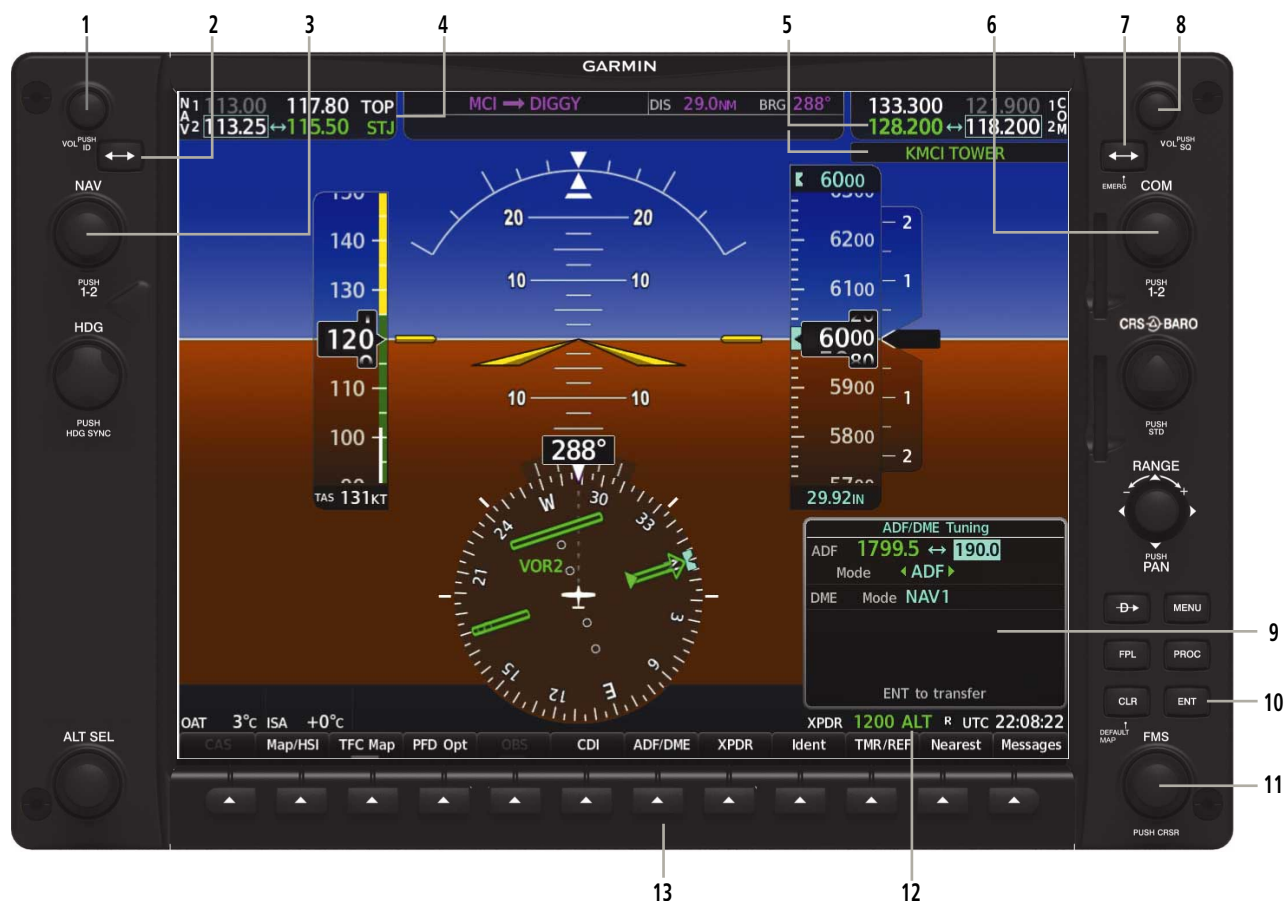 1 2 3 4 5 6 7 8
GARMIN
NAV 1 113.00 117.80 TOP
2 113.25 ↔ 115.50 STJ
MCI → DIGGY DIS 29.0NM BRG 288°
133.300 121.900 1 COM
128.200 ↔ 118.200 2
KMCI TOWER
VOL PUSH ID
NAV
PUSH 1-2
HDG
PUSH HDG SYNC
ALT SEL
VOL PUSH SQ
EMERG
COM
PUSH 1-2
CRS BARO
PUSH STD
RANGE
- +
PUSH PAN
D MENU
FPL PROC
CLR ENT
DEFAULT MAP
FMS
PUSH CRSR
140
130
120
110
100
TAS 131KT
20 20
10 10
10 10
6000
6200
6100
6000
5900
5800
29.92IN
2
1
1
2
288°
W 30 33 3 6 E 12 15 21 24
VOR2
ADF/DME Tuning
ADF 1799.5 ↔ 190.0
Mode ADF
DME Mode NAV1
ENT to transfer
OAT 3°C ISA +0°C
XPDR 1200 ALT R UTC 22:08:22
CAS Map/HSI TFC Map PFD Opt OBS CDI ADF/DME XPDR Ident TMR/REF Nearest Messages
9
10
11
13 12